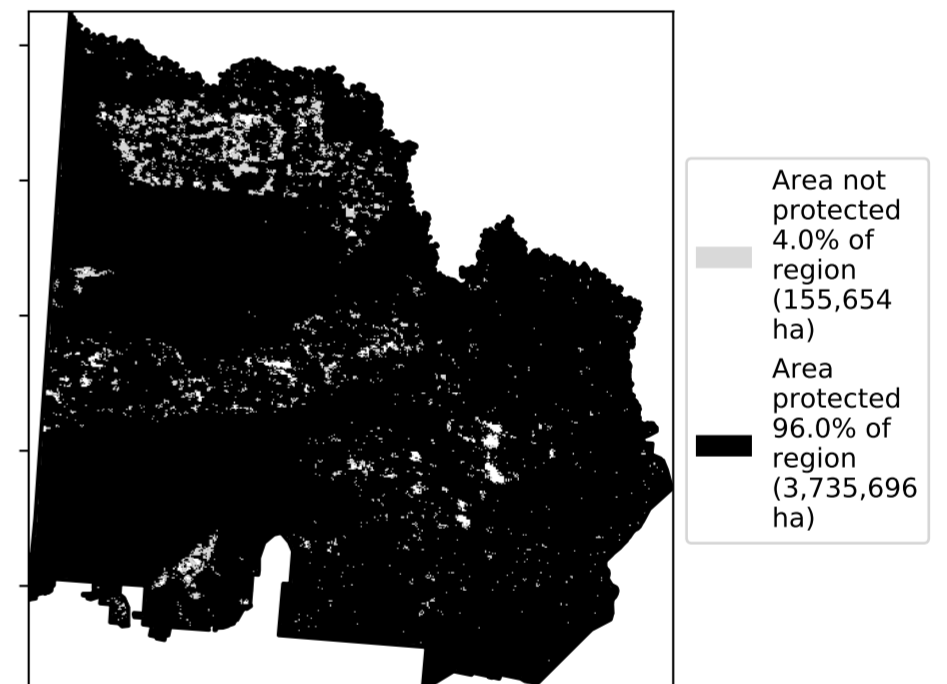 Area not
protected
4.0% of
region
(155,654
ha)
Area
protected
96.0% of
region
(3,735,696
ha)